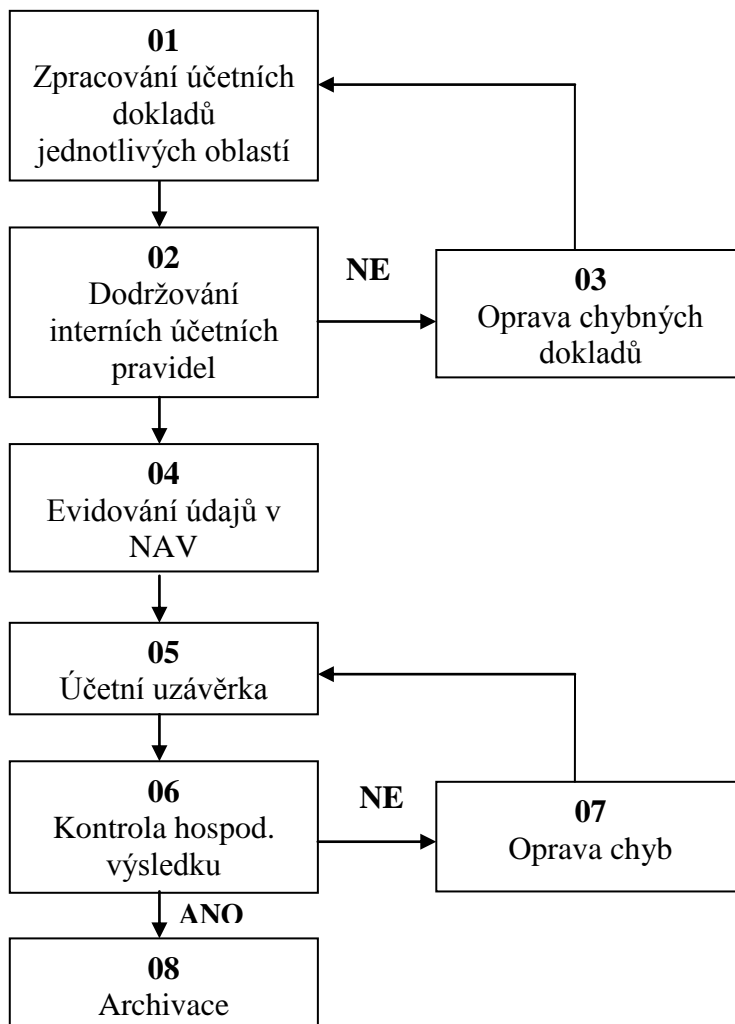 01
Zpracování účetních
dokladů
jednotlivých oblastí
02
Dodržování
interních účetních
pravidel
NE
03
Oprava chybných
dokladů
04
Evidování údajů v
NAV
05
Účetní uzávěrka
06
Kontrola hospod.
výsledku
NE
07
Oprava chyb
ANO
08
Archivace